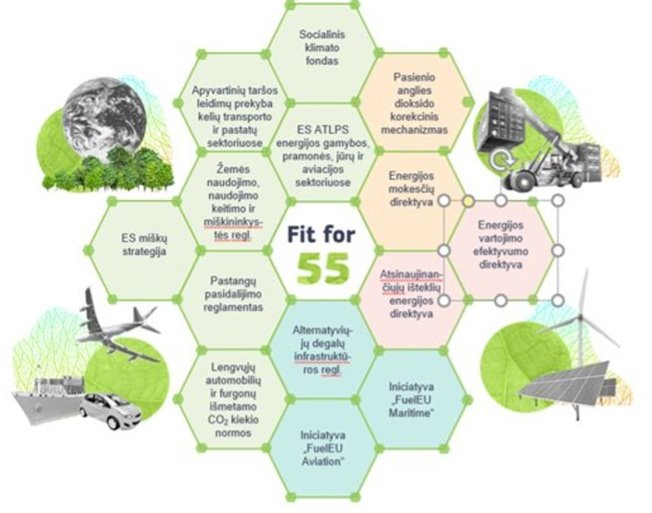 Socialinis
klimato
fondas
Apyvartinių taršos
leidimų prekyba
kelių transporto
ir pastatų
sektoriuose
Pasienio
anglies
dioksido
korekcinis
mechanizmas
ES ATLPS
energijos gamybos,
pramonės, jūrų ir
aviacijos
sektoriuose
Žemės
naudojimo,
naudojimo
keitimo ir
miškininkys-
tės regl.
Energijos
mokesčių
direktyva
ES miškų
strategija
Fit for
55
Energijos
vartojimo
efektyvumo
direktyva
Pastangų
pasidalijimo
reglamentas
Atsinaujinan-
čiųjų išteklių
energijos
direktyva
Alternatyvių-
jų degalų
infrastruktū-
ros regl.
Lengvųjų
automobilių
ir furgonų
išmetamo
CO₂ kiekio
normos
Iniciatyva
„FuelEU
Maritime“
Iniciatyva
„FuelEU
Aviation“